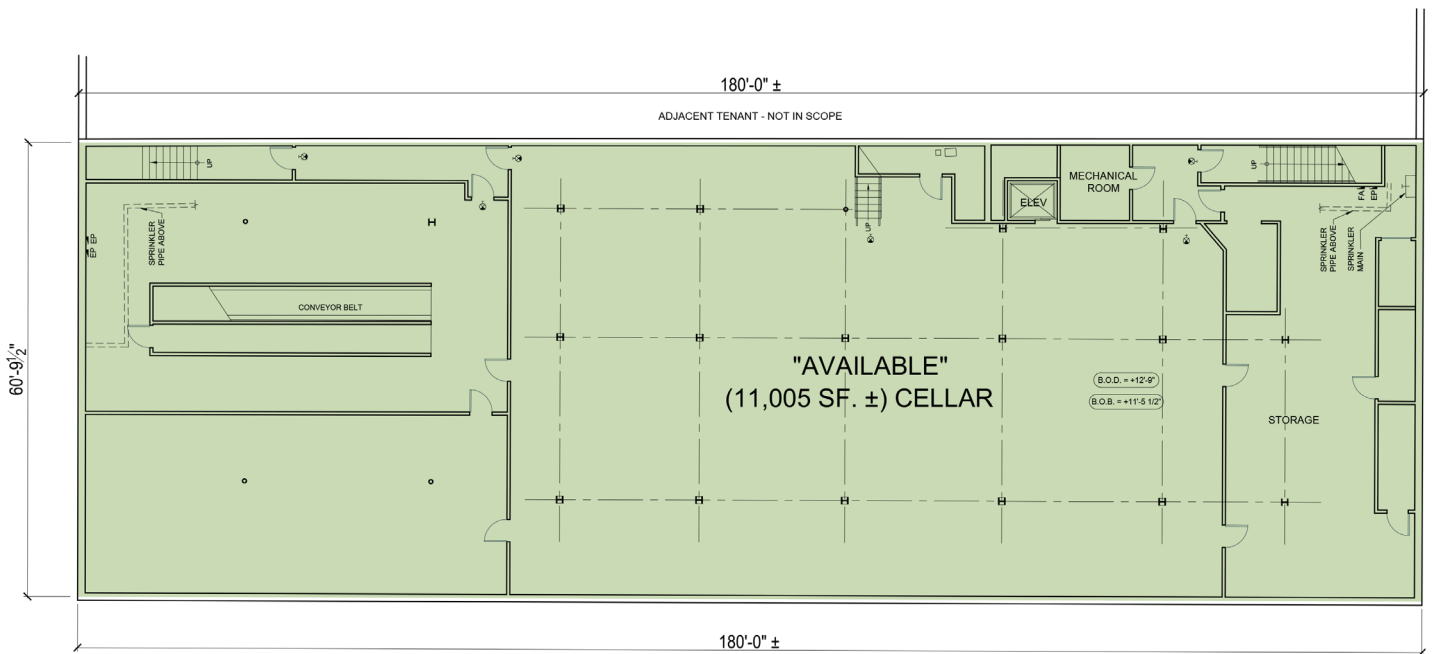 180'-0" ±
ADJACENT TENANT - NOT IN SCOPE
UP
UP
MECHANICAL
ROOM
ELEV
UP
FA
EP
SPRINKLER
PIPE ABOVE
SPRINKLER
PIPE ABOVE
SPRINKLER
MAIN
EP EP
CONVEYOR BELT
60'-9½"
"AVAILABLE"
(11,005 SF. ±) CELLAR
B.O.D. = +12'-9"
B.O.B. = +11'-5 1/2"
STORAGE
180'-0" ±